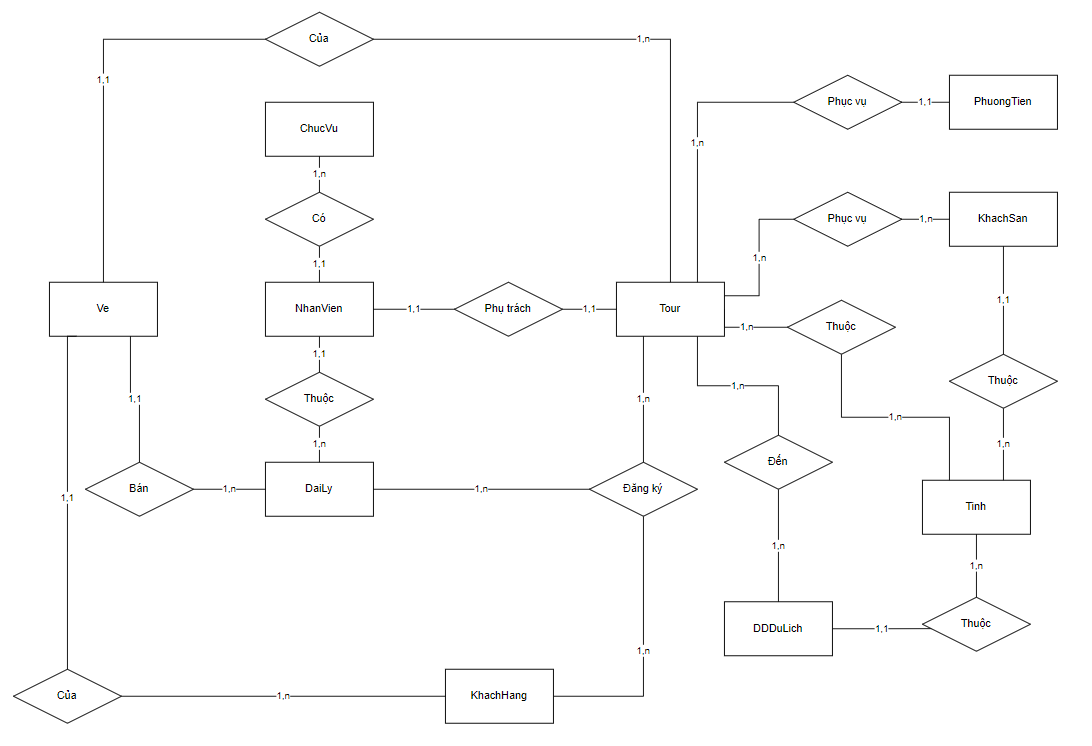 Của
1,n
1,1
Phục vụ
1,1
PhuongTien
ChucVu
1,n
1,n
Có
Phục vụ
1,n
KhachSan
1,n
1,1
Ve
NhanVien
1,1
Phụ trách
1,1
Tour
1,1
1,n
Thuộc
1,1
Thuộc
1,n
1,1
Thuộc
1,n
1,n
1,n
1,n
1,n
Đến
Bán
1,n
DaiLy
1,n
Đăng ký
1,1
Tinh
1,n
1,n
Thuộc
DDDuLich
1,1
1,n
Của
1,n
KhachHang